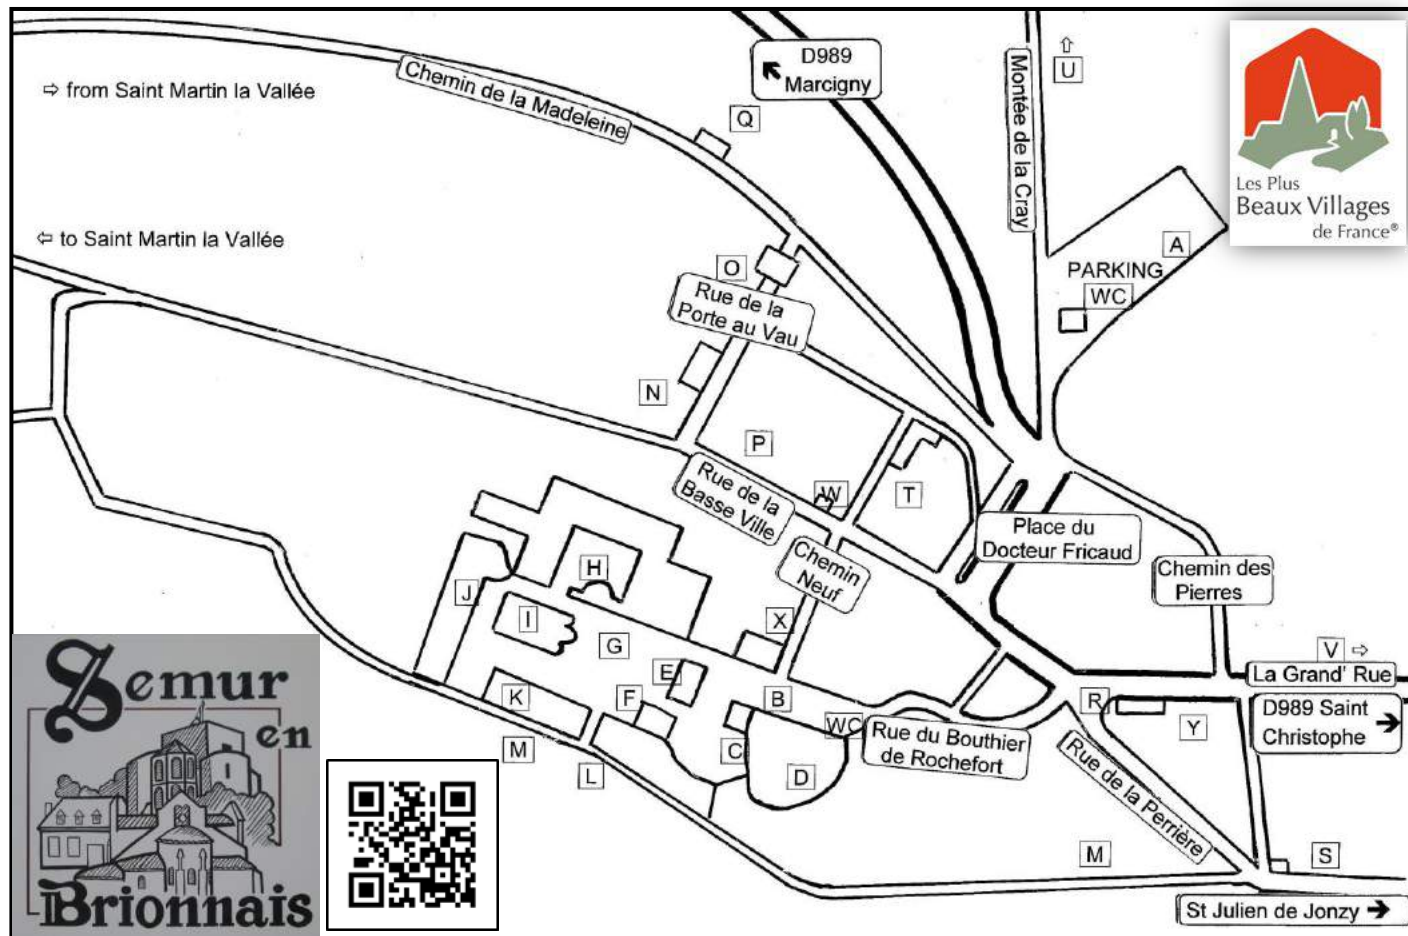 D989
Marcigny
⇧
U
Les Plus
Beaux Villages
de France®
⇨ from Saint Martin la Vallée
Chemin de la Madeleine
Q
Montée de la Cray
⇦ to Saint Martin la Vallée
A
PARKING
WC
O
Rue de la
Porte au Vau
N
P
Rue de la
Basse Ville
W
T
Place du
Docteur Fricaud
Chemin
Neuf
Chemin des
Pierres
H
J
I
G
X
E
K
F
B
V ⇨
La Grand' Rue
R
M
L
C
D
WC
Rue du Bouthier
de Rochefort
Y
D989 Saint
Christophe
Rue de la Perrière
M
S
St Julien de Jonzy
Semur
en
Brionnais